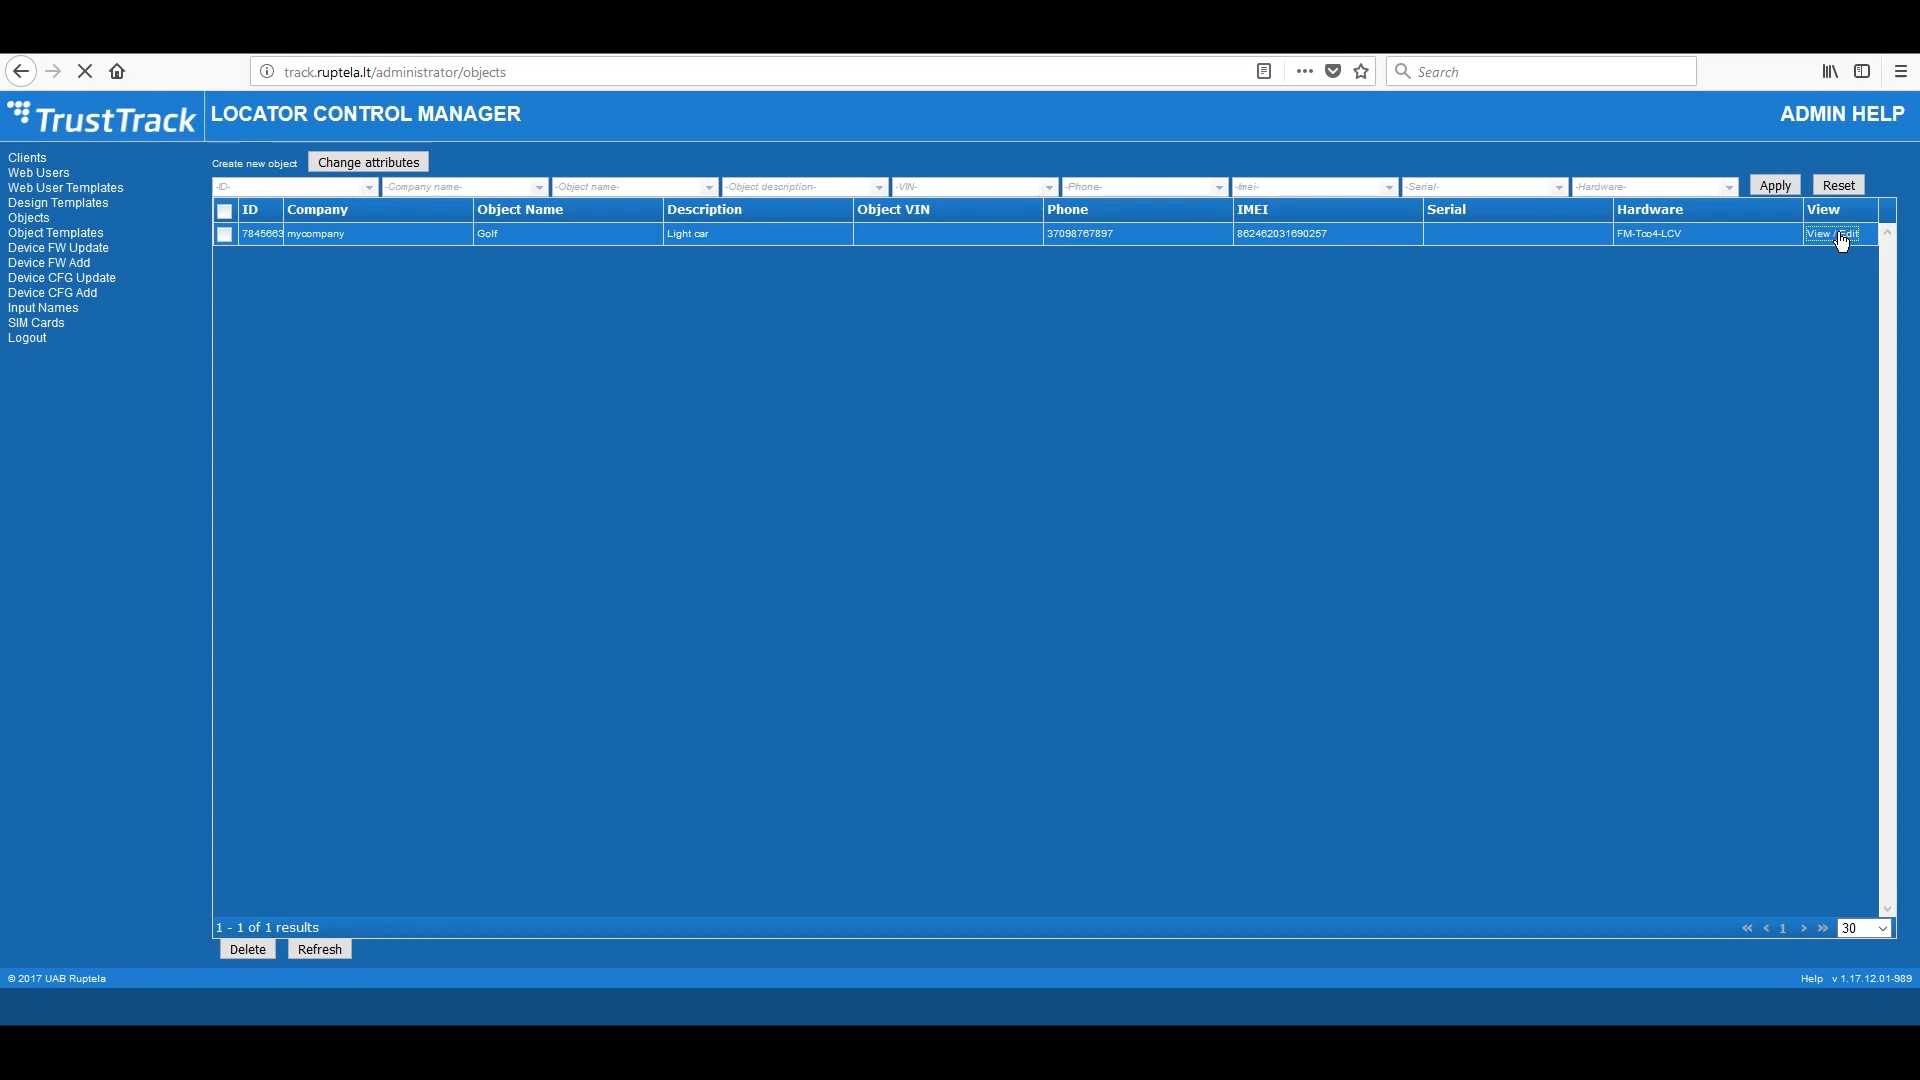 track.ruptela.lt/administrator/objects
Search
TrustTrack
LOCATOR CONTROL MANAGER
ADMIN HELP
Clients
Web Users
Web User Templates
Design Templates
Objects
Object Templates
Device FW Update
Device FW Add
Device CFG Update
Device CFG Add
Input Names
SIM Cards
Logout
Create new object Change attributes
-ID- -Company name- -Object name- -Object description- -VIN- -Phone- -Imei- -Serial- -Hardware- Apply Reset
ID Company Object Name Description Object VIN Phone IMEI Serial Hardware View
7845663 mycompany Golf Light car 37098767897 862462031690257 FM-Tco4-LCV View / Edit
1 - 1 of 1 results
« ‹ 1 › » 30
Delete Refresh
© 2017 UAB Ruptela
Help v 1.17.12.01-989